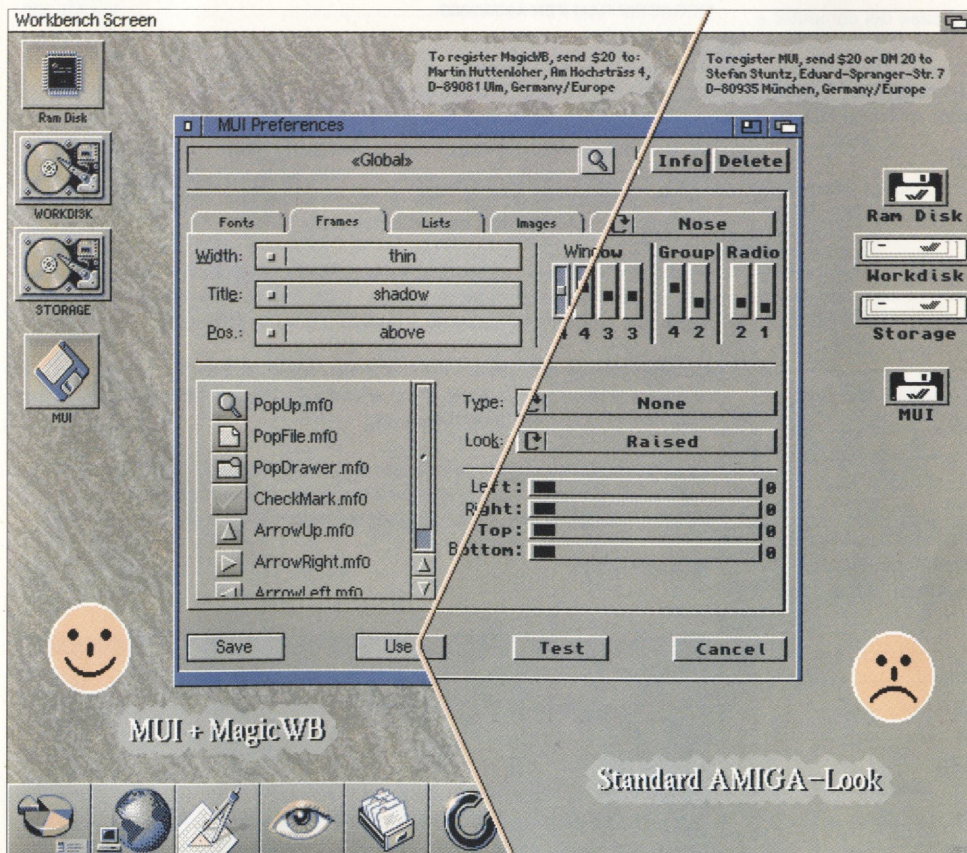 Workbench Screen
To register MagicWB, send $20 to:
Martin Huttenloher, Am Hochsträss 4,
D-89081 Ulm, Germany/Europe
To register MUI, send $20 or DM 20 to
Stefan Stuntz, Eduard-Spranger-Str. 7
D-80935 München, Germany/Europe
Ram Disk
WORKDISK
STORAGE
MUI
MUI Preferences
«Global»
Info Delete
Fonts Frames Lists Images Nose
Width: thin
Title: shadow
Pos.: above
Window Group Radio
4 4 3 3 4 2 2 1
PopUp.mf0
PopFile.mf0
PopDrawer.mf0
CheckMark.mf0
ArrowUp.mf0
ArrowRight.mf0
ArrowLeft.mf0
Type: None
Look: Raised
Left: 0
Right: 0
Top: 0
Bottom: 0
Save Use Test Cancel
Ram Disk
Workdisk
Storage
MUI
MUI + MagicWB
Standard AMIGA-Look